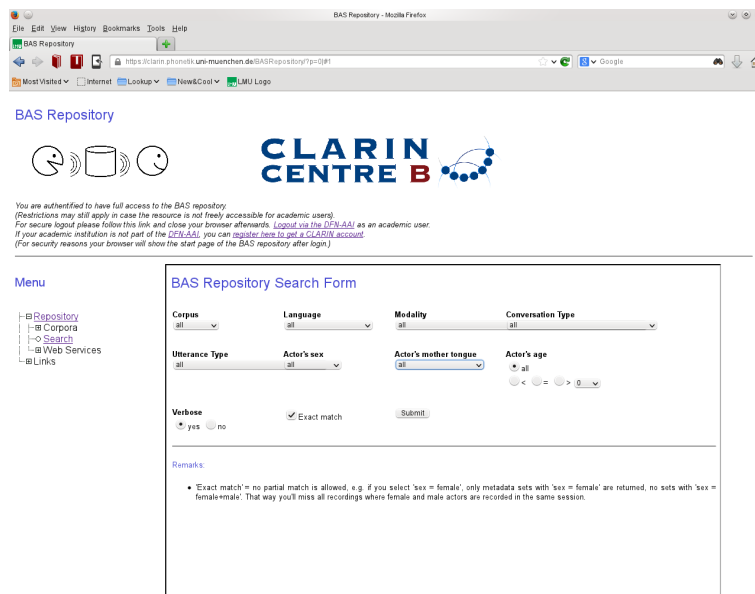 BAS Repository - Mozilla Firefox
File Edit View History Bookmarks Tools Help
BAS Repository
https://clarin.phonetik.uni-muenchen.de/BASRepository/?p=0|#1
Google
Most Visited Internet Lookup New&Cool LMU Logo
BAS Repository
CLARIN
CENTRE B
You are authentified to have full access to the BAS repository.
(Restrictions may still apply in case the resource is not freely accessible for academic users).
For secure logout please follow this link and close your browser afterwards. Logout via the DFN-AAI as an academic user.
If your academic institution is not part of the DFN-AAI, you can register here to get a CLARIN account.
(For security reasons your browser will show the start page of the BAS repository after login.)
Menu
Repository
Corpora
Search
Web Services
Links
BAS Repository Search Form
Corpus Language Modality Conversation Type
all all all all
Utterance Type Actor's sex Actor's mother tongue Actor's age
all all all all
< = > 0
Verbose
yes no Exact match Submit
Remarks:
• 'Exact match' = no partial match is allowed, e.g. if you select 'sex = female', only metadata sets with 'sex = female' are returned, no sets with 'sex =
female+male'. That way you'll miss all recordings where female and male actors are recorded in the same session.